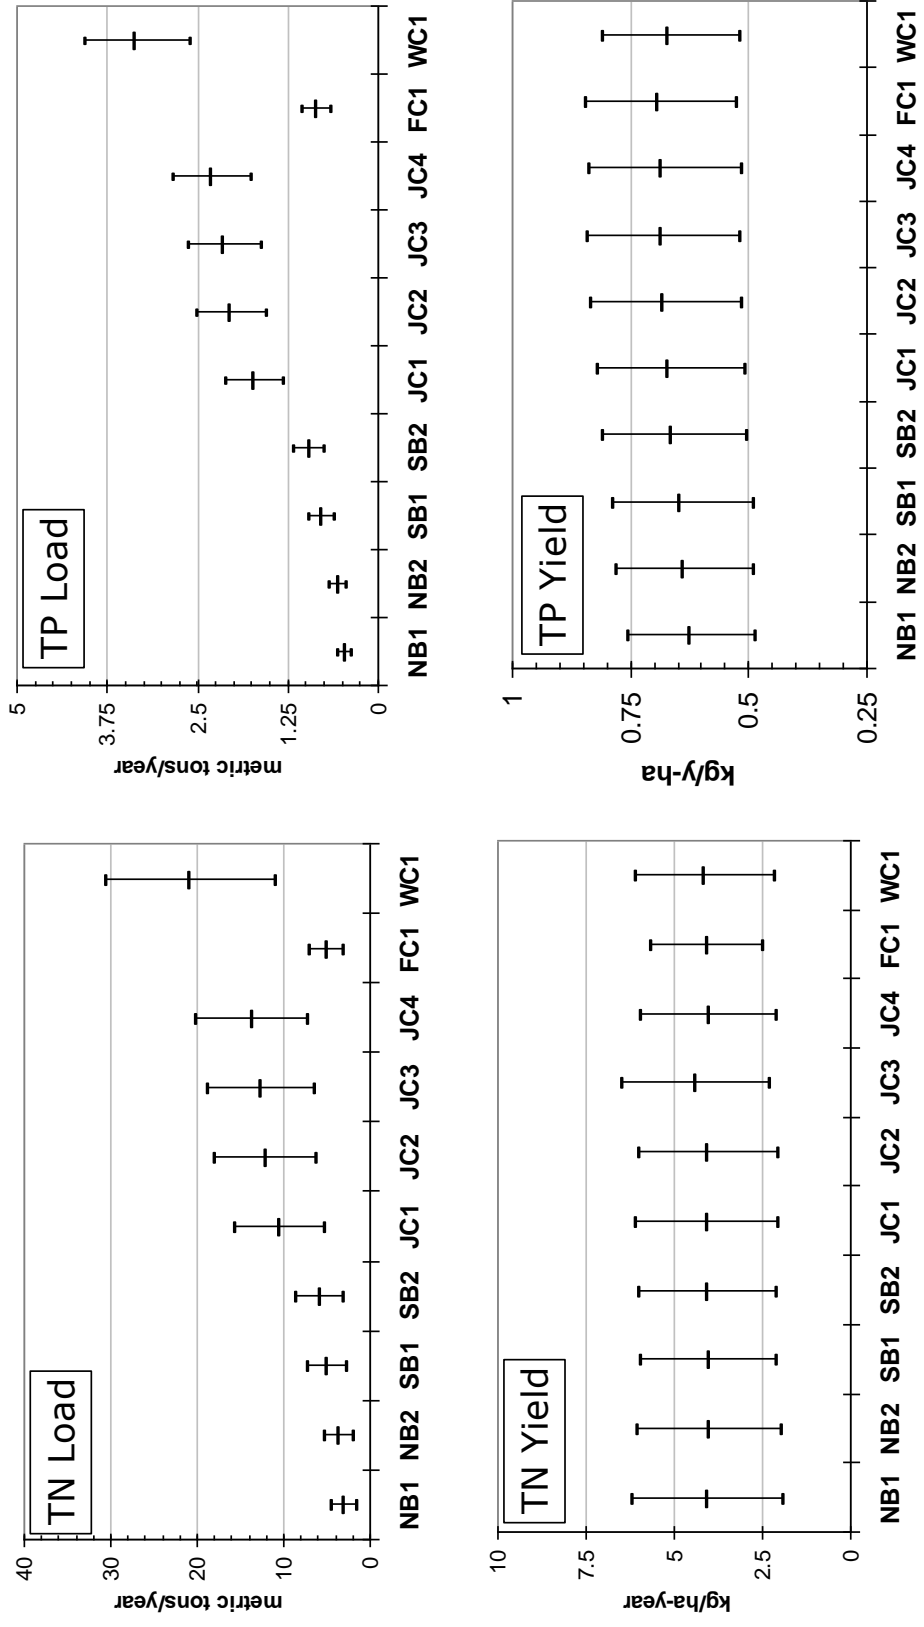 TN Load
metric tons/year
40
30
20
10
0
NB1 NB2 SB1 SB2 JC1 JC2 JC3 JC4 FC1 WC1
TP Load
metric tons/year
5
3.75
2.5
1.25
0
NB1 NB2 SB1 SB2 JC1 JC2 JC3 JC4 FC1 WC1
TN Yield
kg/ha-year
10
7.5
5
2.5
0
NB1 NB2 SB1 SB2 JC1 JC2 JC3 JC4 FC1 WC1
TP Yield
kg/y-ha
1
0.75
0.5
0.25
NB1 NB2 SB1 SB2 JC1 JC2 JC3 JC4 FC1 WC1